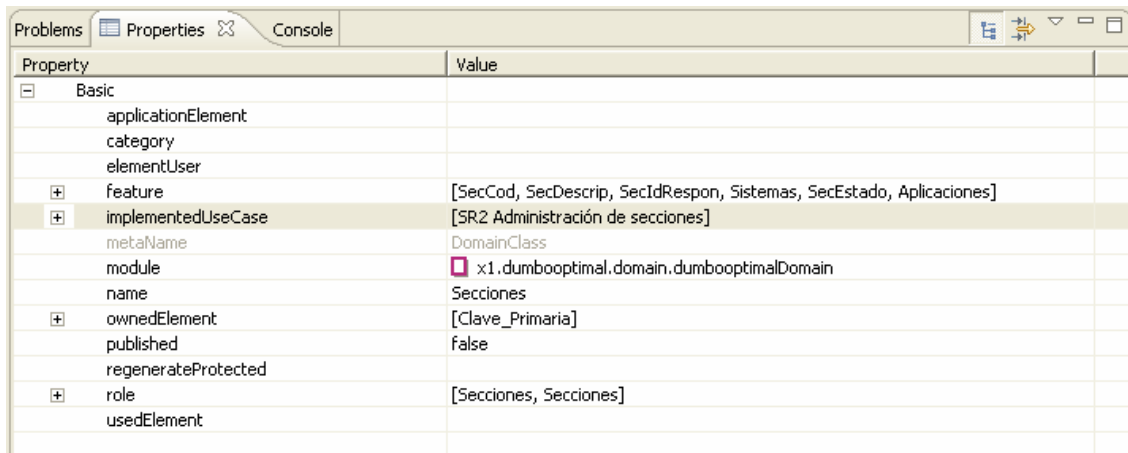 Problems Properties Console
Property Value
Basic
applicationElement
category
elementUser
feature [SecCod, SecDescrip, SecIdRespon, Sistemas, SecEstado, Aplicaciones]
implementedUseCase [SR2 Administración de secciones]
metaName DomainClass
module x1.dumbooptimal.domain.dumbooptimalDomain
name Secciones
ownedElement [Clave_Primaria]
published false
regenerateProtected
role [Secciones, Secciones]
usedElement